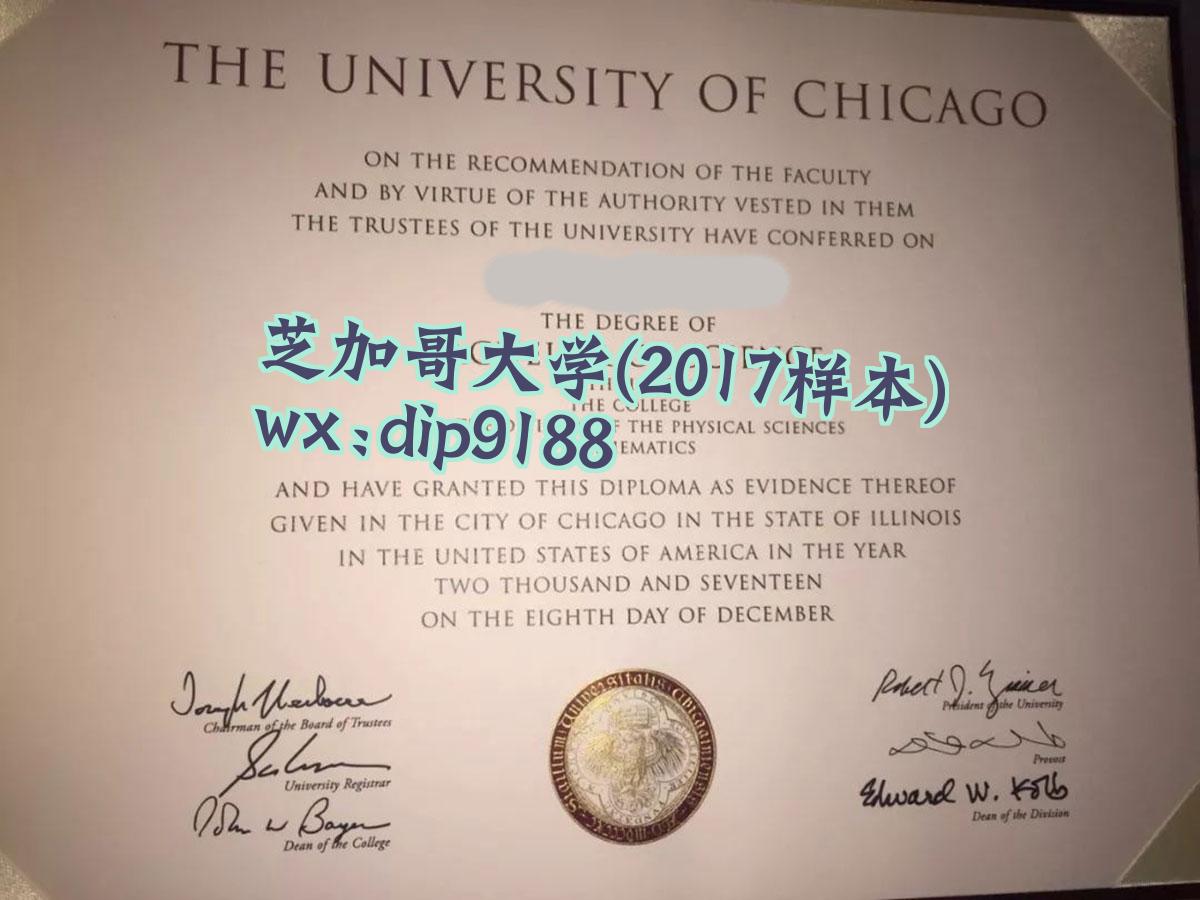 THE UNIVERSITY OF CHICAGO
ON THE RECOMMENDATION OF THE FACULTY
AND BY VIRTUE OF THE AUTHORITY VESTED IN THEM
THE TRUSTEES OF THE UNIVERSITY HAVE CONFERRED ON
THE DEGREE OF
芝加哥大学(2017样本)
THE COLLEGE
wx:dip9188
THE PHYSICAL SCIENCES
AND HAVE GRANTED THIS DIPLOMA AS EVIDENCE THEREOF
GIVEN IN THE CITY OF CHICAGO IN THE STATE OF ILLINOIS
IN THE UNITED STATES OF AMERICA IN THE YEAR
TWO THOUSAND AND SEVENTEEN
ON THE EIGHTH DAY OF DECEMBER
Chairman of the Board of Trustees
University Registrar
John W Boyer
Dean of the College
Robert J. Zimmer
President of the University
Provost
Edward W. Kolb
Dean of the Division